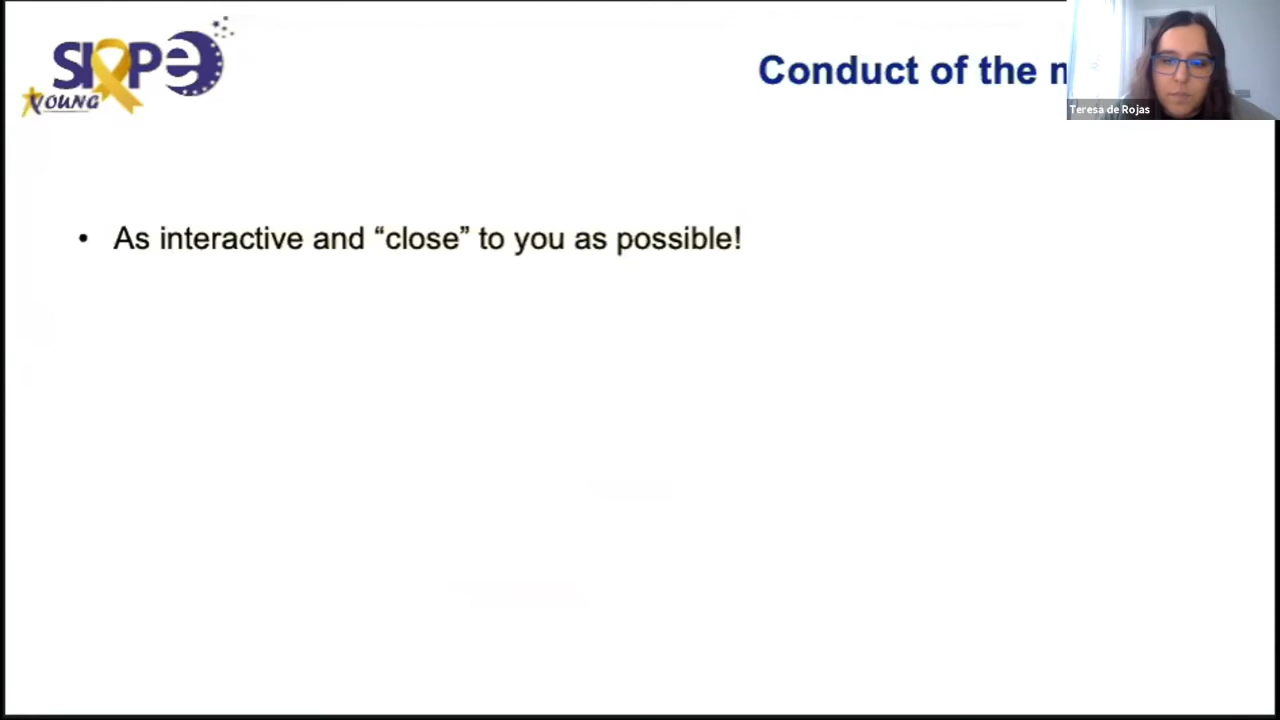 SIOPe
YOUNG
Conduct of the
Teresa de Rojas
• As interactive and “close” to you as possible!